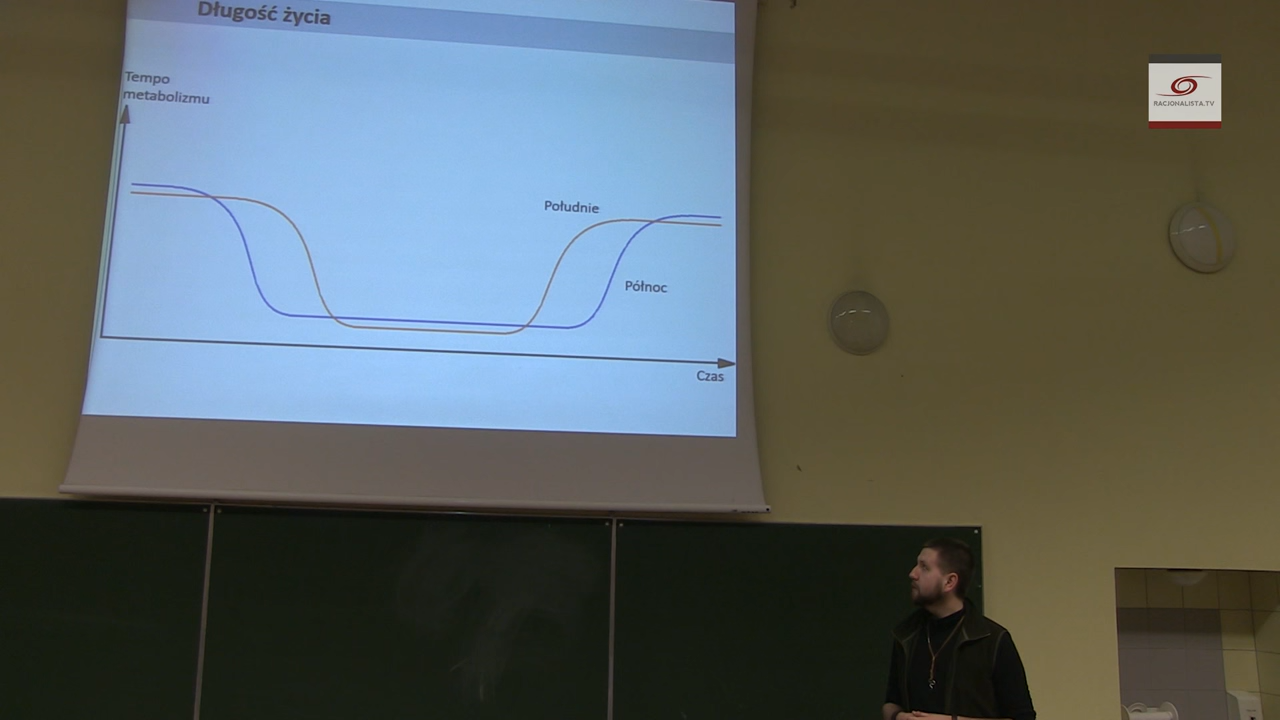 Długość życia
RACJONALISTA.TV
Tempo
metabolizmu
Południe
Północ
Czas